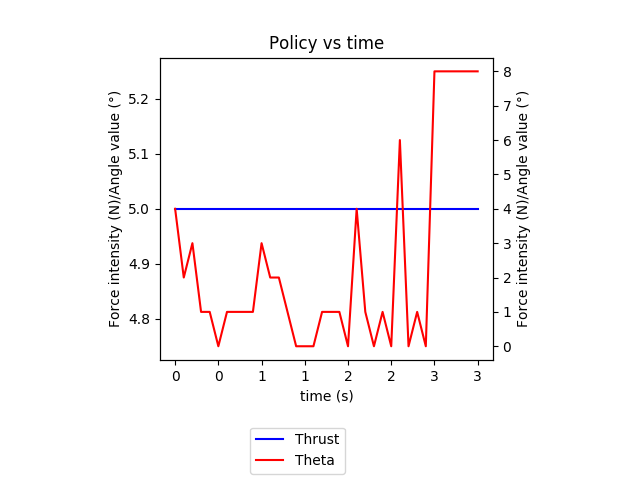 Policy vs time
Force intensity (N)/Angle value (°)
5.2
5.1
5.0
4.9
4.8
8
7
6
5
4
3
2
1
0
Force intensity (N)/Angle value (°)
0 0 1 1 2 2 3 3
time (s)
Thrust
Theta